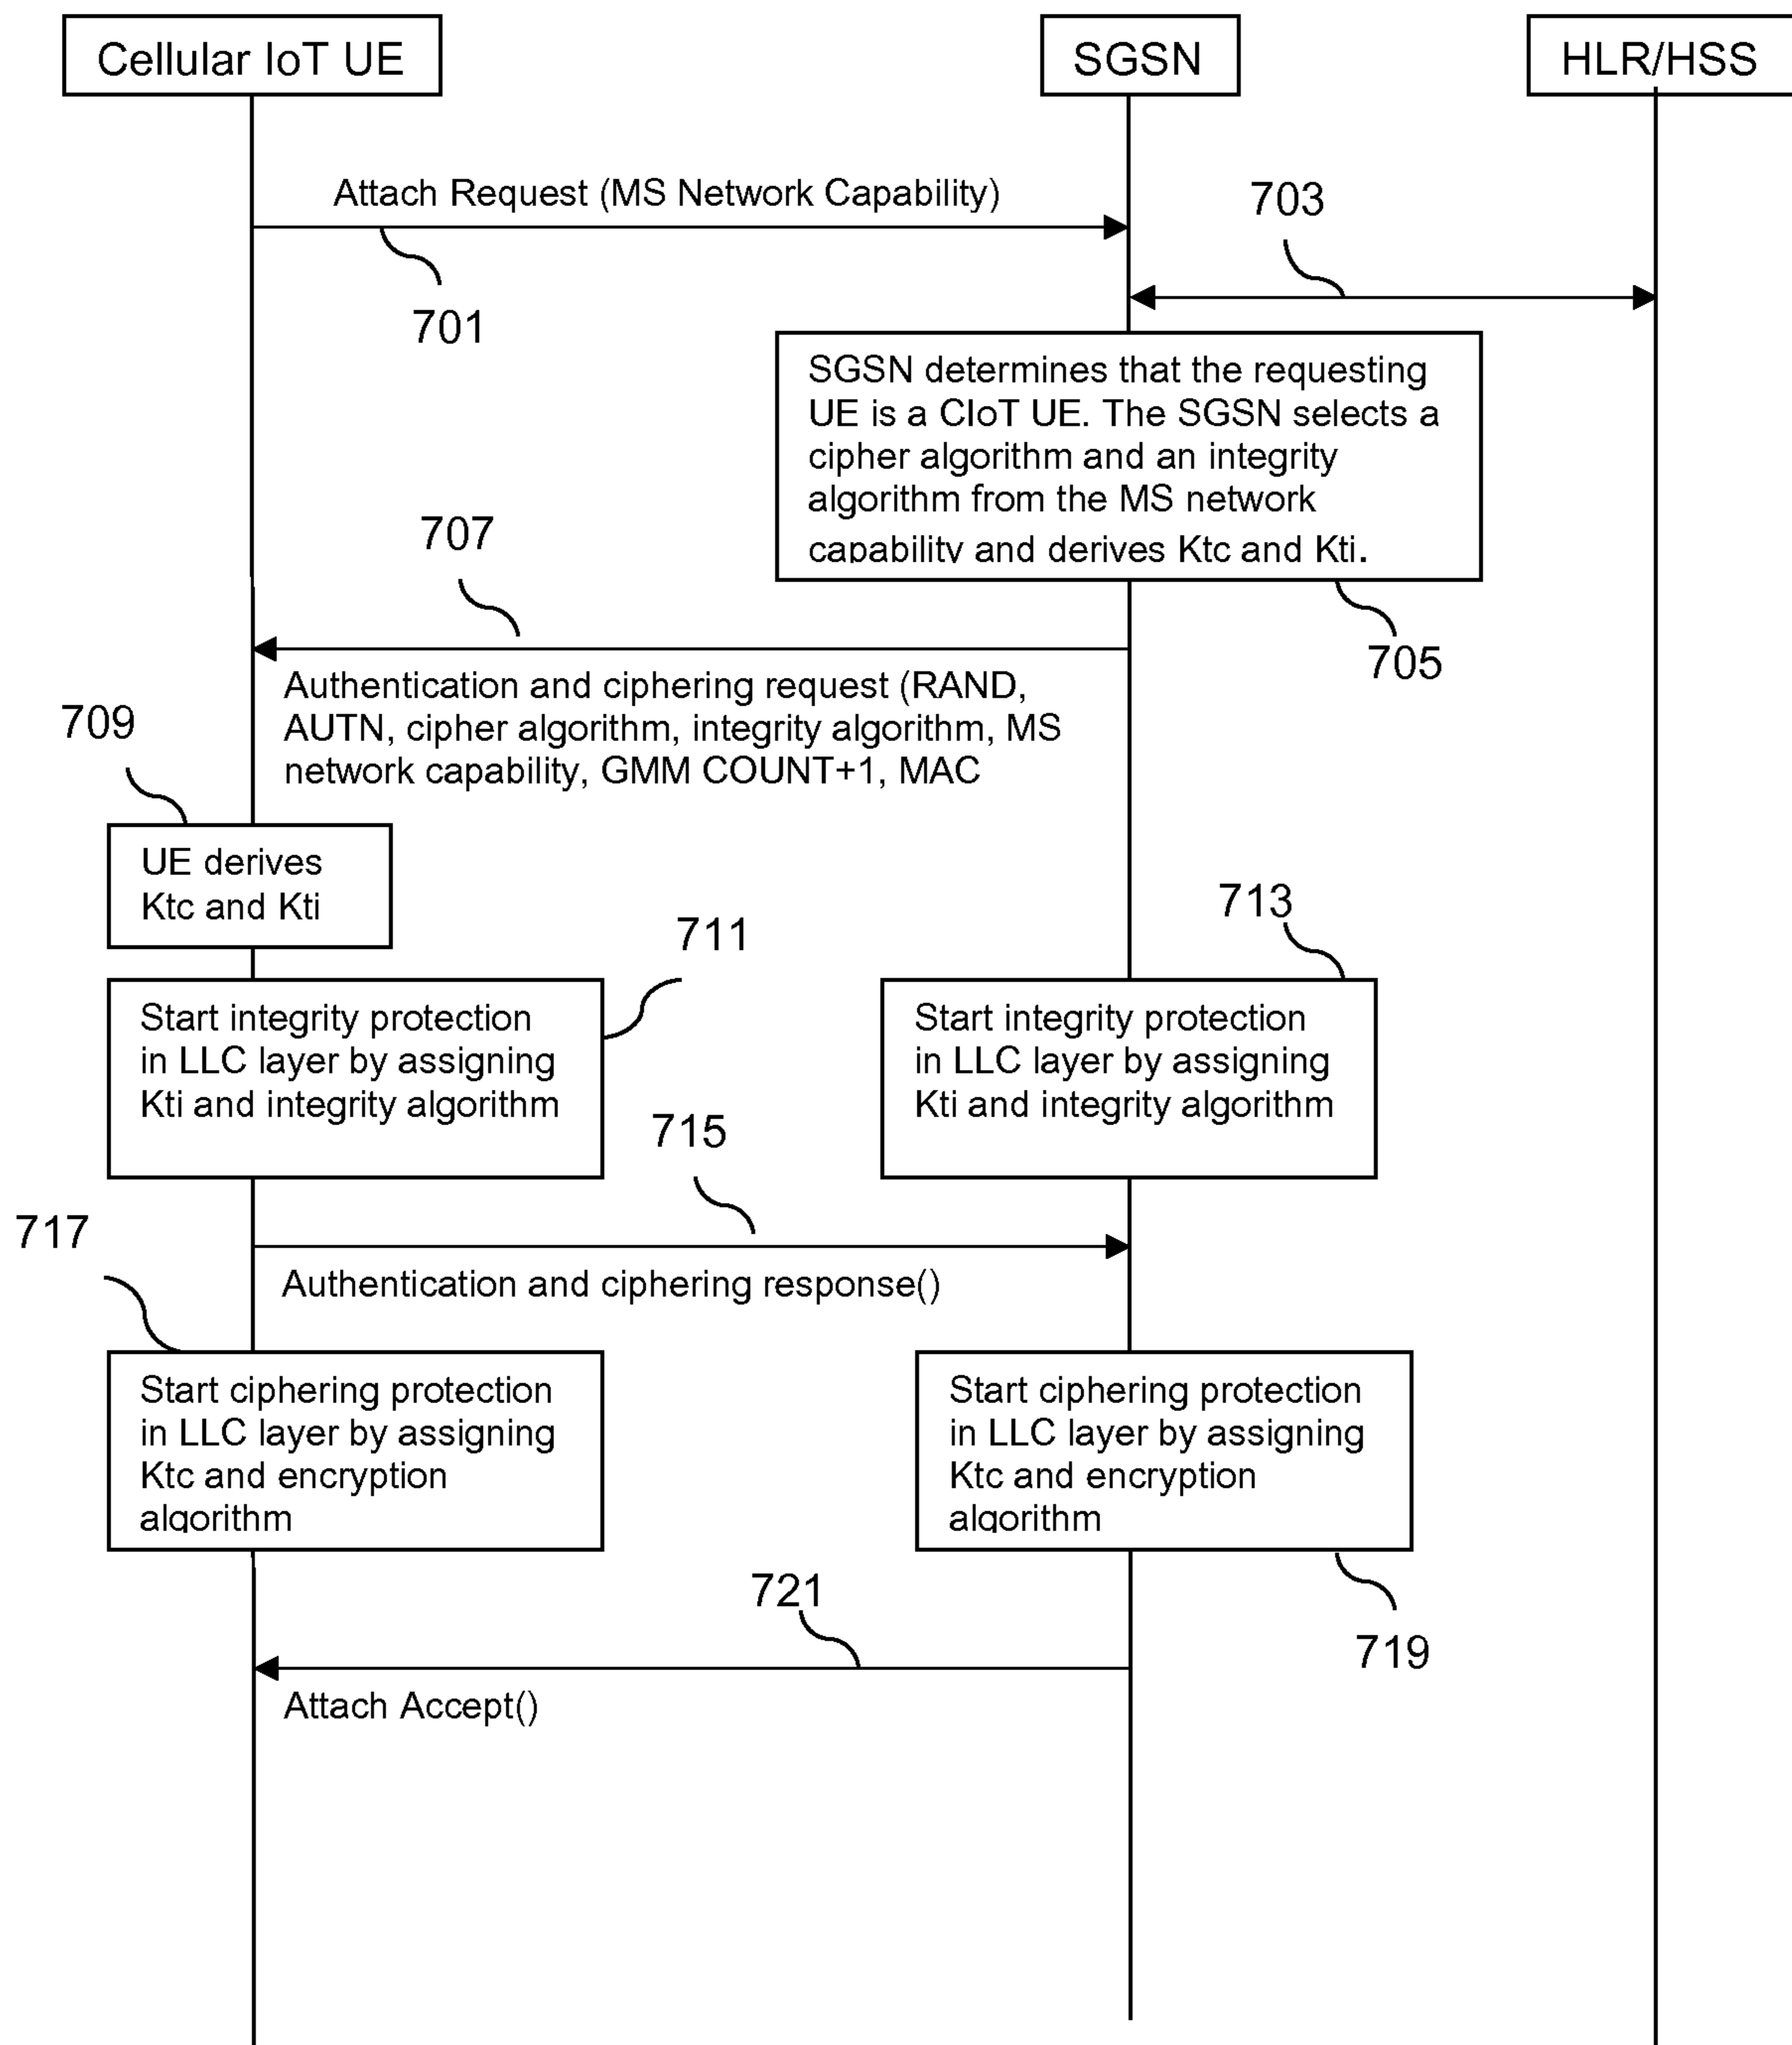 Cellular IoT UE
SGSN
HLR/HSS
Attach Request (MS Network Capability)
703
701
SGSN determines that the requesting
UE is a CIoT UE. The SGSN selects a
cipher algorithm and an integrity
algorithm from the MS network
capability and derives Ktc and Kti.
707
705
Authentication and ciphering request (RAND,
AUTN, cipher algorithm, integrity algorithm, MS
network capability, GMM COUNT+1, MAC
709
UE derives
Ktc and Kti
711
713
Start integrity protection
in LLC layer by assigning
Kti and integrity algorithm
Start integrity protection
in LLC layer by assigning
Kti and integrity algorithm
715
717
Authentication and ciphering response()
Start ciphering protection
in LLC layer by assigning
Ktc and encryption
algorithm
Start ciphering protection
in LLC layer by assigning
Ktc and encryption
algorithm
721
719
Attach Accept()